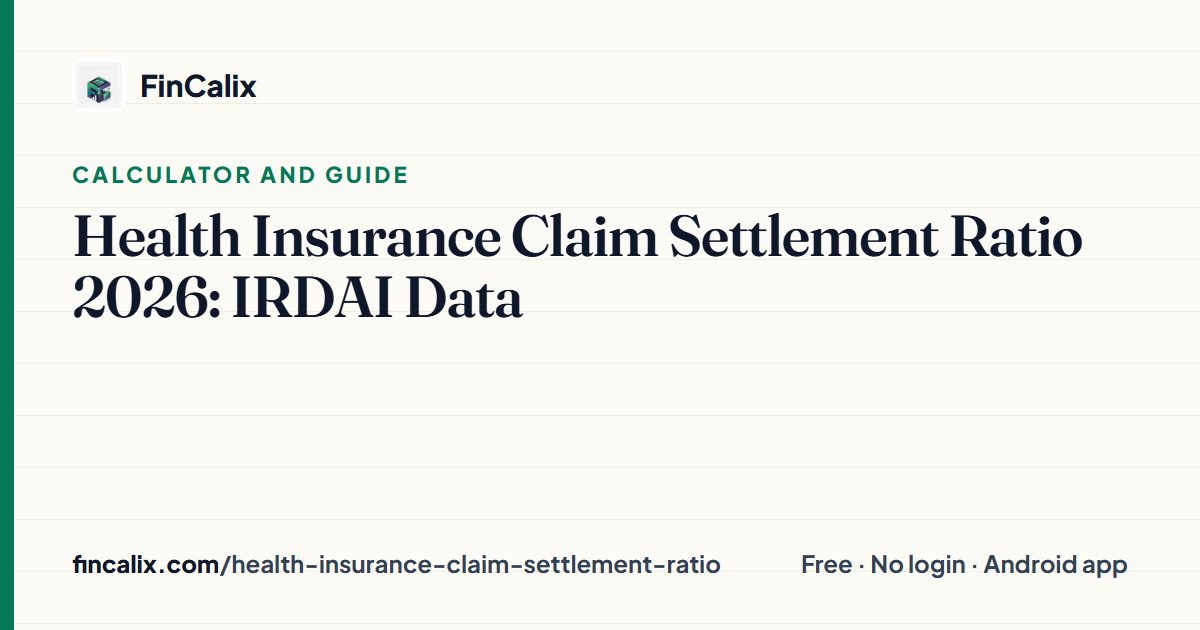 FinCalix
CALCULATOR AND GUIDE
Health Insurance Claim Settlement Ratio
2026: IRDAI Data
fincalix.com/health-insurance-claim-settlement-ratio
Free · No login · Android app